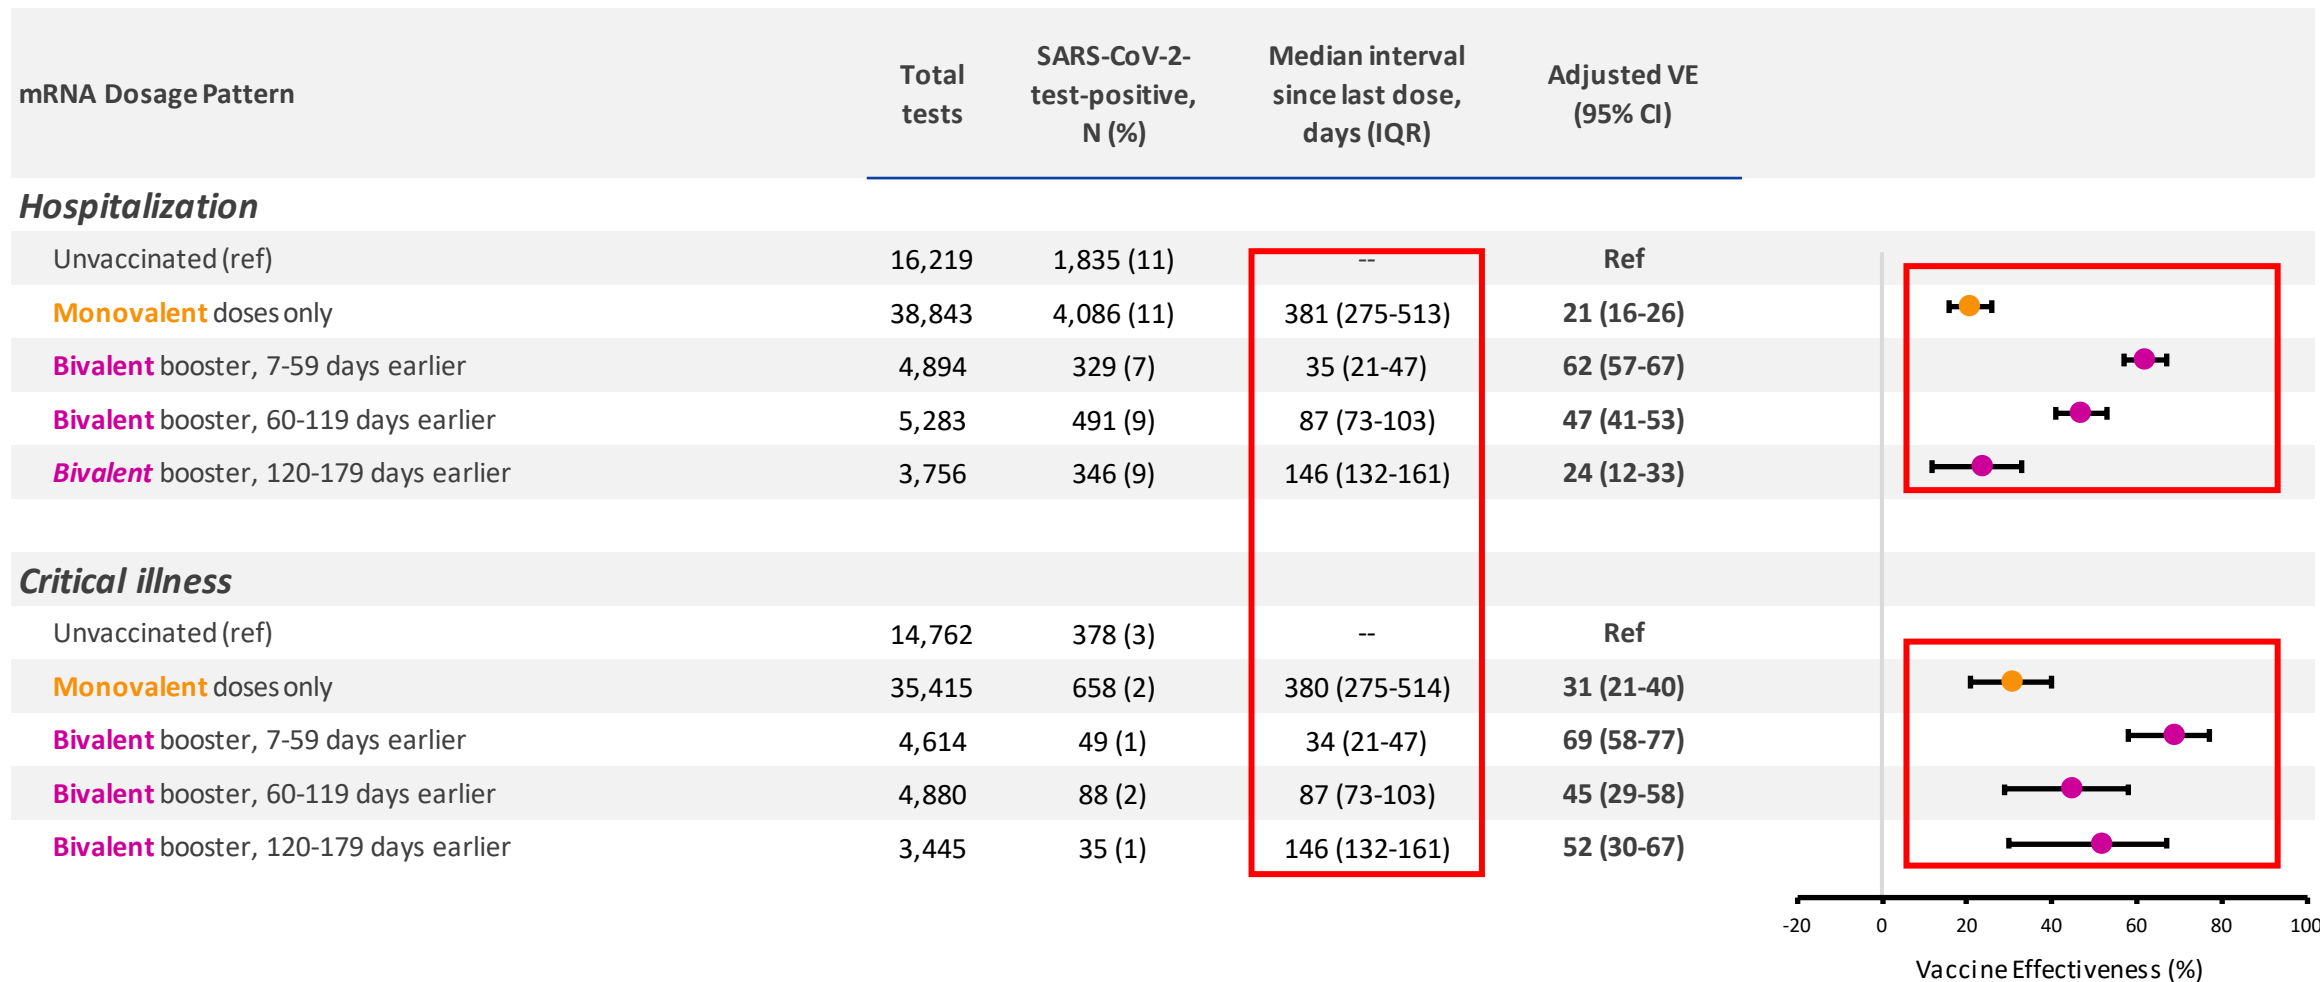 mRNA Dosage Pattern
Total
tests
SARS-CoV-2-
test-positive,
N (%)
Median interval
since last dose,
days (IQR)
Adjusted VE
(95% CI)
Hospitalization
Unvaccinated (ref) 16,219 1,835 (11) -- Ref
Monovalent doses only 38,843 4,086 (11) 381 (275-513) 21 (16-26)
Bivalent booster, 7-59 days earlier 4,894 329 (7) 35 (21-47) 62 (57-67)
Bivalent booster, 60-119 days earlier 5,283 491 (9) 87 (73-103) 47 (41-53)
Bivalent booster, 120-179 days earlier 3,756 346 (9) 146 (132-161) 24 (12-33)
Critical illness
Unvaccinated (ref) 14,762 378 (3) -- Ref
Monovalent doses only 35,415 658 (2) 380 (275-514) 31 (21-40)
Bivalent booster, 7-59 days earlier 4,614 49 (1) 34 (21-47) 69 (58-77)
Bivalent booster, 60-119 days earlier 4,880 88 (2) 87 (73-103) 45 (29-58)
Bivalent booster, 120-179 days earlier 3,445 35 (1) 146 (132-161) 52 (30-67)
-20 0 20 40 60 80 100
Vaccine Effectiveness (%)